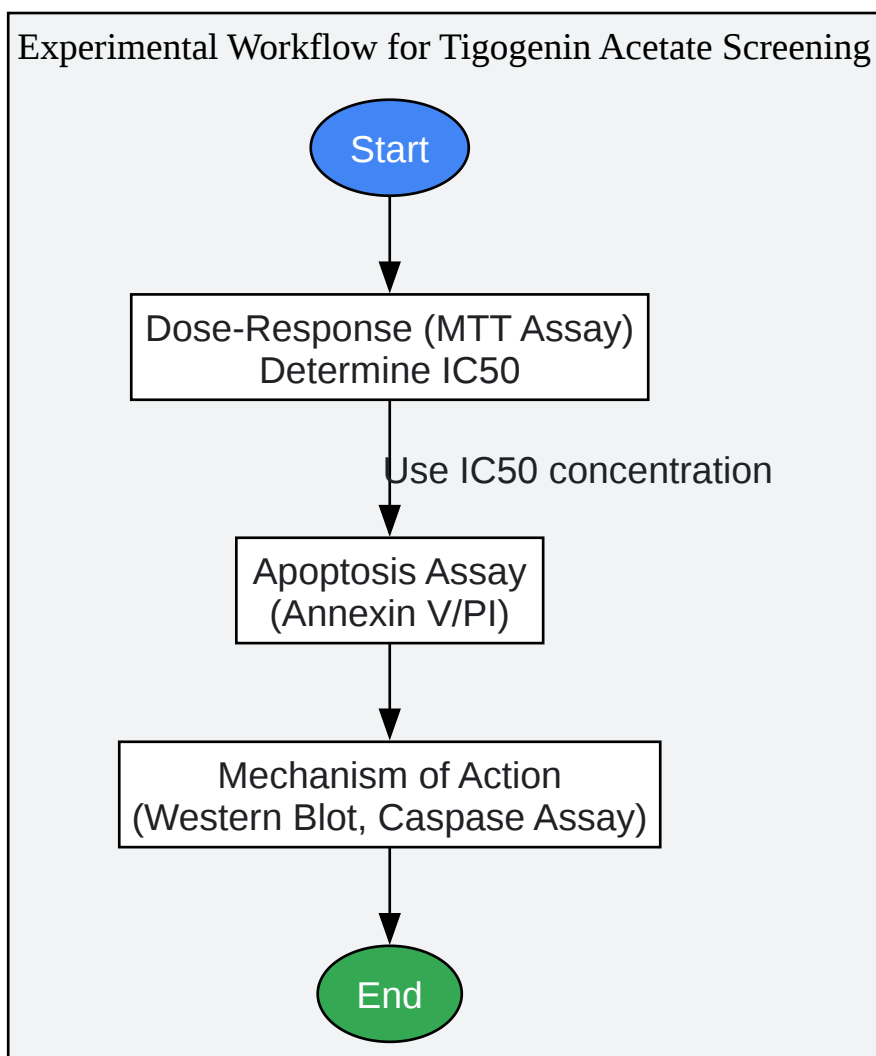 Experimental Workflow for Tigogenin Acetate Screening
Start
Dose-Response (MTT Assay)
Determine IC50
Use IC50 concentration
Apoptosis Assay
(Annexin V/PI)
Mechanism of Action
(Western Blot, Caspase Assay)
End